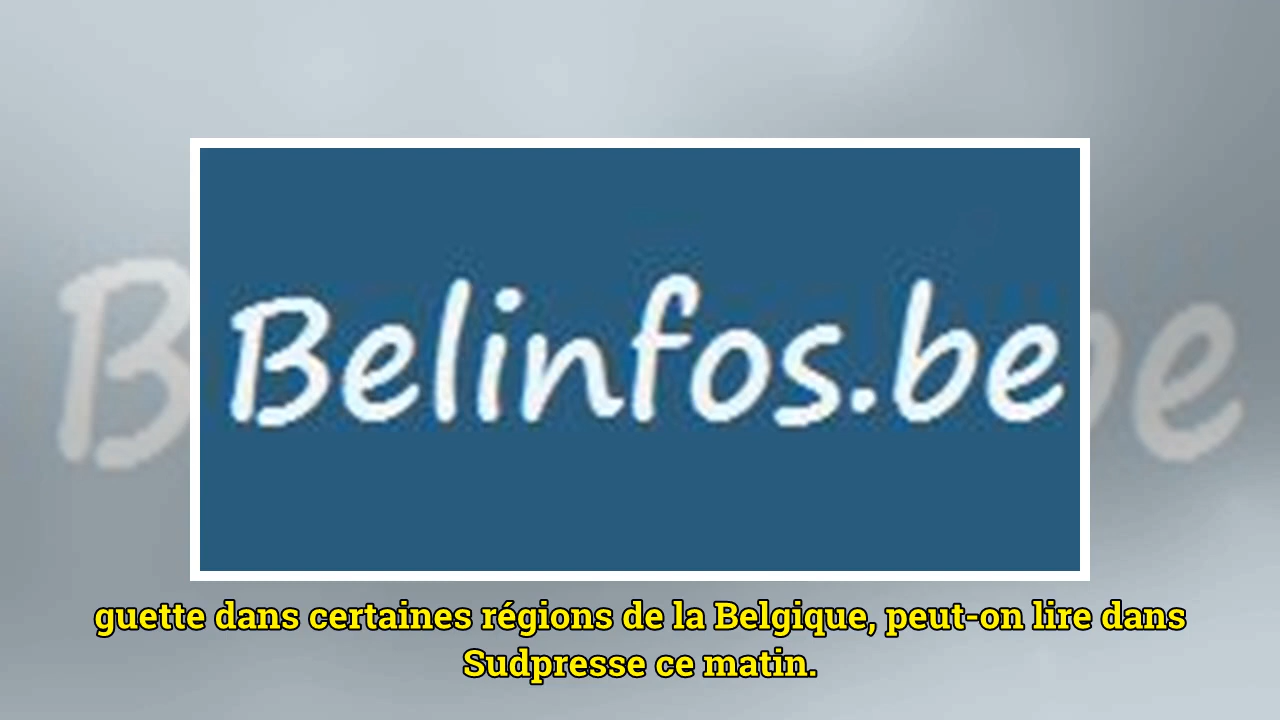 Belinfos.be
guette dans certaines régions de la Belgique, peut-on lire dans
Sudpresse ce matin.